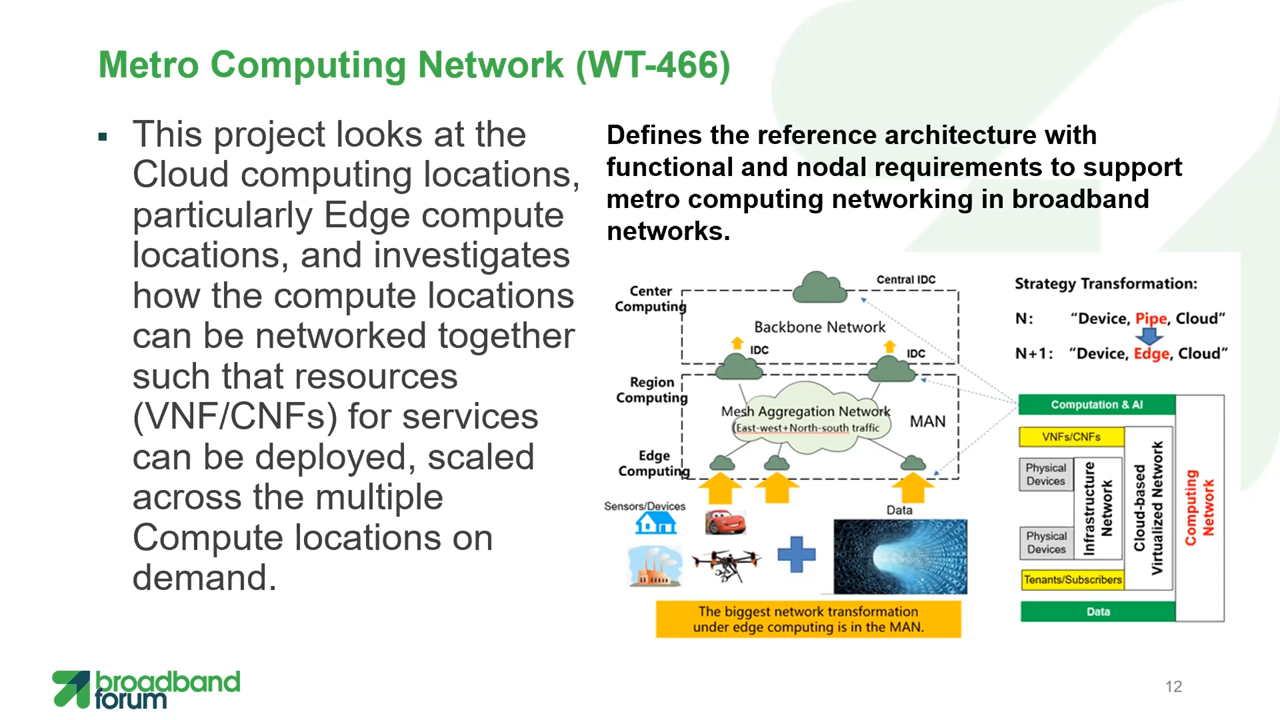 Metro Computing Network (WT-466)
▪ This project looks at the
Cloud computing locations,
particularly Edge compute
locations, and investigates
how the compute locations
can be networked together
such that resources
(VNF/CNFs) for services
can be deployed, scaled
across the multiple
Compute locations on
demand.
Defines the reference architecture with
functional and nodal requirements to support
metro computing networking in broadband
networks.
Center
Computing
Central IDC
Backbone Network
IDC
IDC
Region
Computing
Mesh Aggregation Network
(East-west+North-south traffic
MAN
Edge
Computing
Sensors/Devices
Data
The biggest network transformation
under edge computing is in the MAN.
Strategy Transformation:
N: “Device, Pipe, Cloud”
N+1: “Device, Edge, Cloud”
Computation & AI
VNFs/CNFs
Physical
Devices
Physical
Devices
Infrastructure
Network
Cloud-based
Virtualized Network
Computing
Network
Tenants/Subscribers
Data
broadband
forum
12